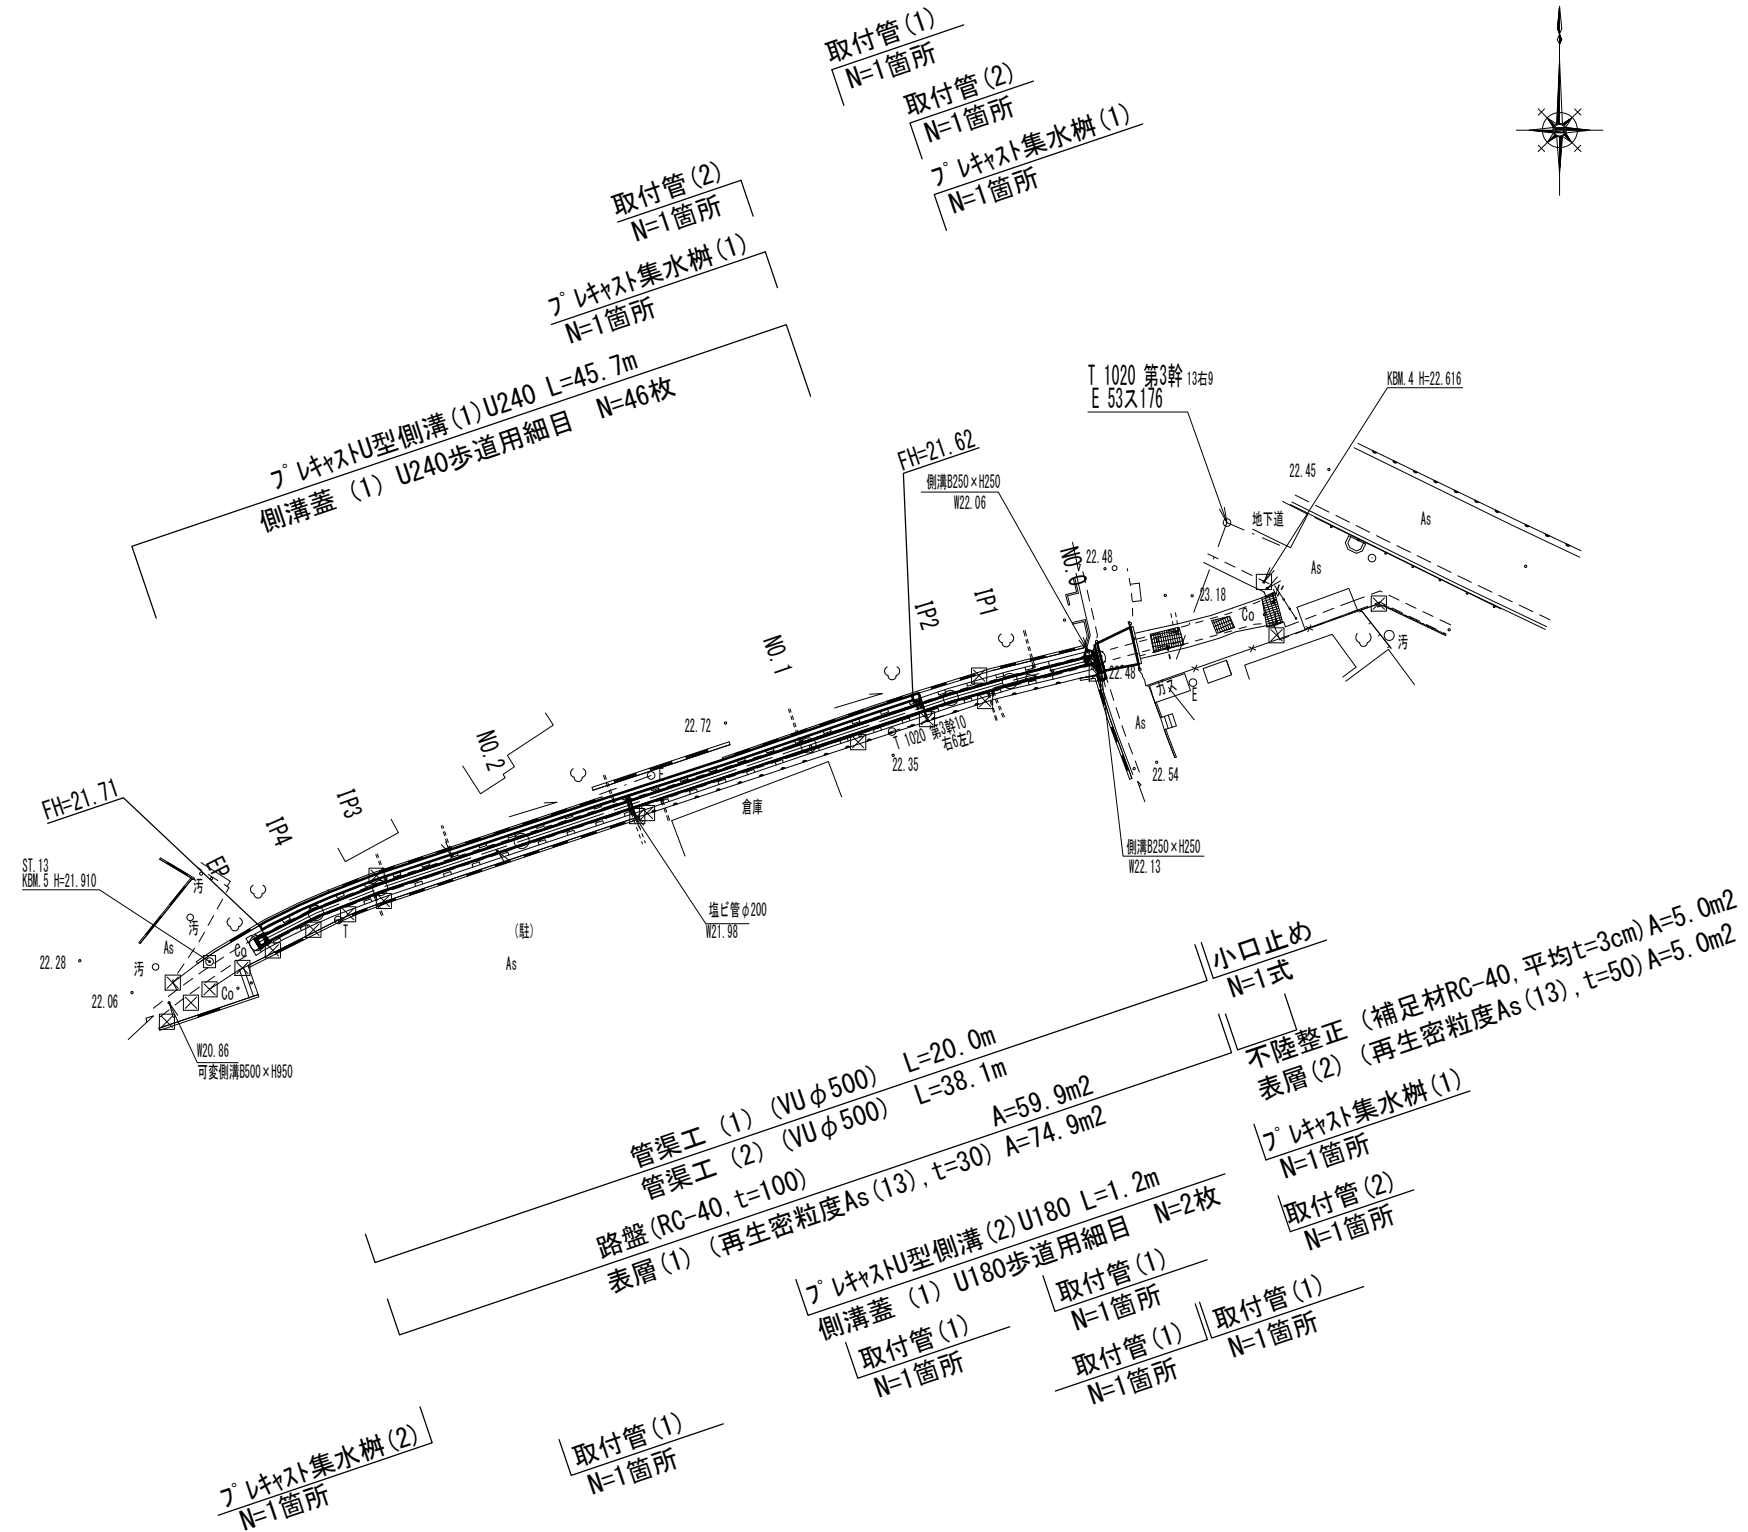 取付管(1)
N=1箇所
取付管(2)
N=1箇所
プレキャスト集水桝(1)
N=1箇所
取付管(2)
N=1箇所
プレキャスト集水桝(1)
N=1箇所
プレキャストU型側溝(1)U240 L=45.7m
側溝蓋(1) U240歩道用細目 N=46枚
T 1020 第3幹 13右9
E 53ス176
KBM.4 H=22.616
FH=21.62
側溝B250×H250
W22.06
22.45
地下道
As
As
NO.0
22.48
23.18
Co
IP1
IP2
NO.1
汚
22.48
ガス
E
As
22.54
22.72
NO.2
T 1020 第3幹10
右6左2
22.35
倉庫
FH=21.71
IP3
IP4
EP
ST.13
KBM.5 H=21.910
汚
汚
As
Co
汚
22.28
22.06
Co
T
W20.86
可変側溝B500×H950
(駐)
As
塩ビ管φ200
W21.98
側溝B250×H250
W22.13
小口止め
N=1式
管渠工(1)(VUφ500) L=20.0m
管渠工(2)(VUφ500) L=38.1m
路盤(RC-40,t=100) A=59.9m2
表層(1)(再生密粒度As(13),t=30) A=74.9m2
不陸整正(補足材RC-40,平均t=3cm)A=5.0m2
表層(2)(再生密粒度As(13),t=50)A=5.0m2
プレキャスト集水桝(1)
N=1箇所
取付管(2)
N=1箇所
プレキャストU型側溝(2)U180 L=1.2m
側溝蓋(1) U180歩道用細目 N=2枚
取付管(1)
N=1箇所
取付管(1)
N=1箇所
取付管(1)
N=1箇所
取付管(1)
N=1箇所
取付管(1)
N=1箇所
プレキャスト集水桝(2)
N=1箇所